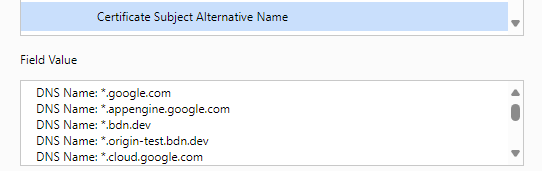 Certificate Subject Alternative Name
Field Value
DNS Name: *.google.com
DNS Name: *.appengine.google.com
DNS Name: *.bdn.dev
DNS Name: *.origin-test.bdn.dev
DNS Name: *.cloud.google.com